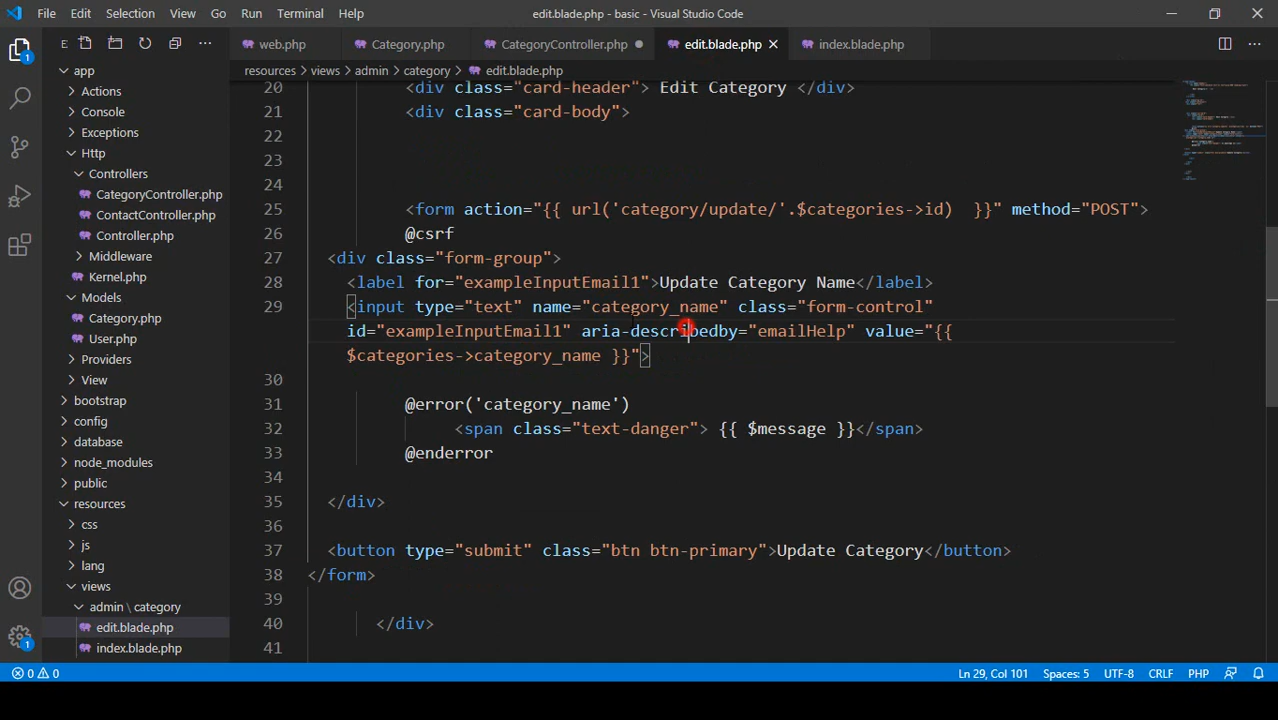 File Edit Selection View Go Run Terminal Help edit.blade.php - basic - Visual Studio Code
E web.php Category.php CategoryController.php edit.blade.php index.blade.php
resources > views > admin > category > edit.blade.php
app
Actions
Console
Exceptions
Http
Controllers
CategoryController.php
ContactController.php
Controller.php
Middleware
Kernel.php
Models
Category.php
User.php
Providers
View
bootstrap
config
database
node_modules
public
resources
css
js
lang
views
admin \ category
edit.blade.php
index.blade.php
20 <div class="card-header"> Edit Category </div>
21 <div class="card-body">
22
23
24
25 <form action="{{ url('category/update/'.$categories->id) }}" method="POST">
26 @csrf
27 <div class="form-group">
28 <label for="exampleInputEmail1">Update Category Name</label>
29 <input type="text" name="category_name" class="form-control"
id="exampleInputEmail1" aria-describedby="emailHelp" value="{{
$categories->category_name }}">
30
31 @error('category_name')
32 <span class="text-danger"> {{ $message }}</span>
33 @enderror
34
35 </div>
36
37 <button type="submit" class="btn btn-primary">Update Category</button>
38 </form>
39
40 </div>
41
1
1
0 0 Ln 29, Col 101 Spaces: 5 UTF-8 CRLF PHP